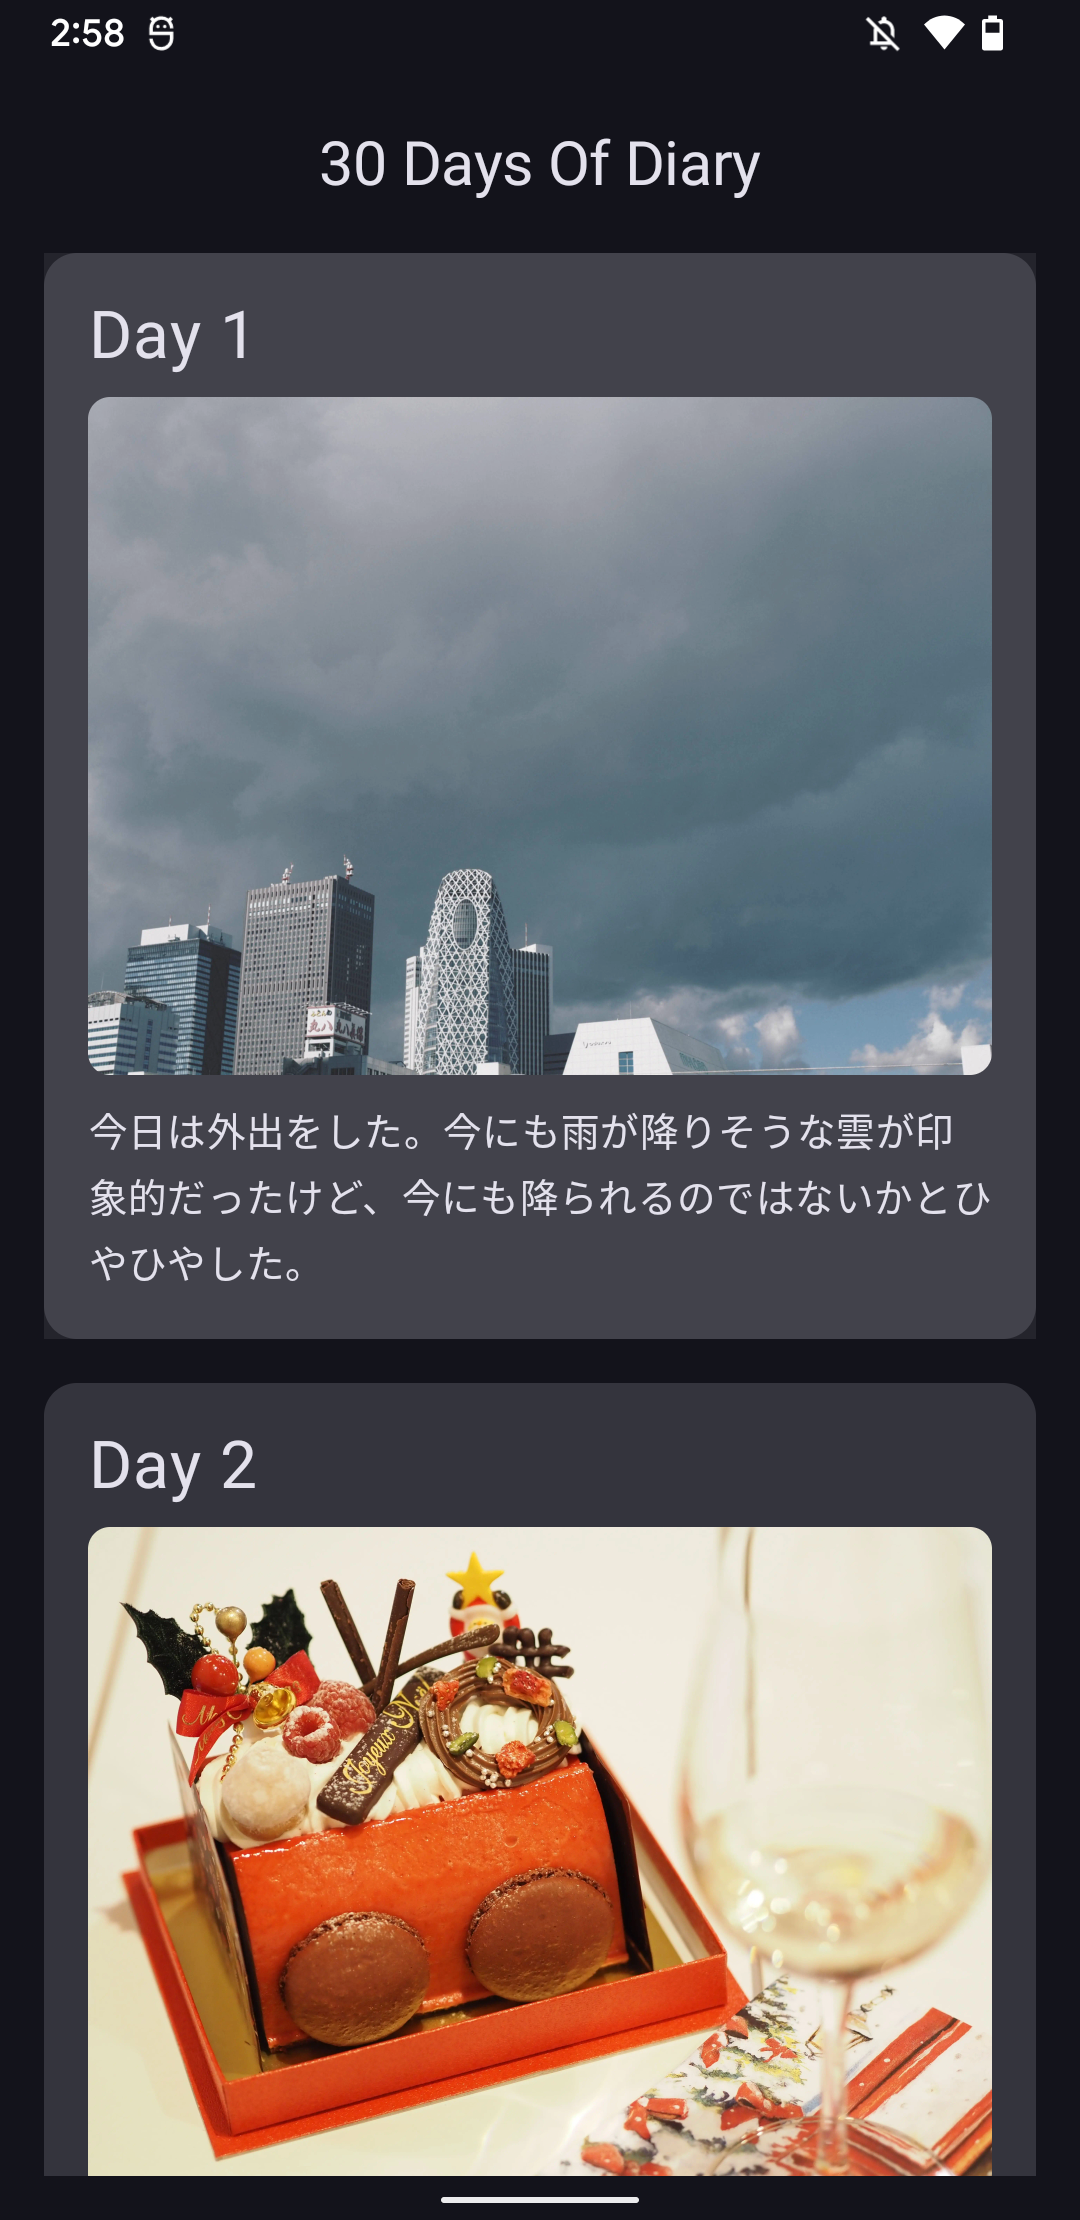 2:58
30 Days Of Diary
Day 1
丸八
今日は外出をした。今にも雨が降りそうな雲が印
象的だったけど、今にも降られるのではないかとひ
やひやした。
Day 2
Joyeux Noël